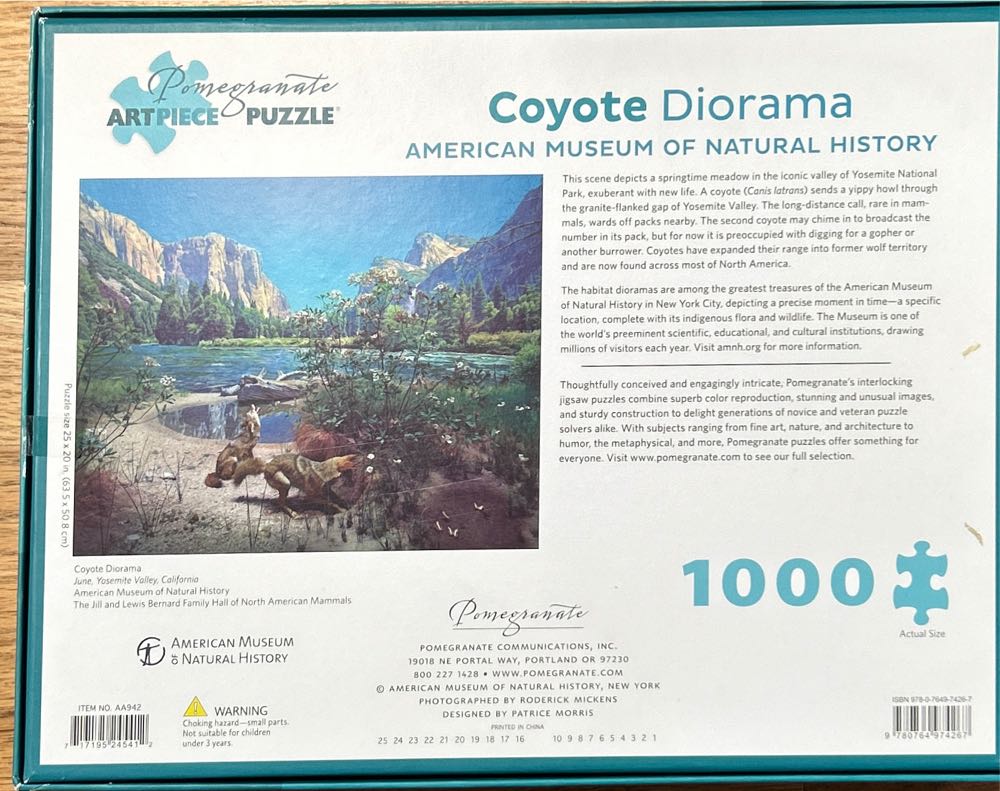 Pomegranate
ARTPIECE PUZZLE®
Coyote Diorama
AMERICAN MUSEUM OF NATURAL HISTORY
This scene depicts a springtime meadow in the iconic valley of Yosemite National
Park, exuberant with new life. A coyote (Canis latrans) sends a yippy howl through
the granite-flanked gap of Yosemite Valley. The long-distance call, rare in mam-
mals, wards off packs nearby. The second coyote may chime in to broadcast the
number in its pack, but for now it is preoccupied with digging for a gopher or
another burrower. Coyotes have expanded their range into former wolf territory
and are now found across most of North America.
The habitat dioramas are among the greatest treasures of the American Museum
of Natural History in New York City, depicting a precise moment in time—a specific
location, complete with its indigenous flora and wildlife. The Museum is one of
the world's preeminent scientific, educational, and cultural institutions, drawing
millions of visitors each year. Visit amnh.org for more information.
Thoughtfully conceived and engagingly intricate, Pomegranate's interlocking
jigsaw puzzles combine superb color reproduction, stunning and unusual images,
and sturdy construction to delight generations of novice and veteran puzzle
solvers alike. With subjects ranging from fine art, nature, and architecture to
humor, the metaphysical, and more, Pomegranate puzzles offer something for
everyone. Visit www.pomegranate.com to see our full selection.
Puzzle size 25 x 20 in. (63.5 x 50.8 cm)
Coyote Diorama
June, Yosemite Valley, California
American Museum of Natural History
The Jill and Lewis Bernard Family Hall of North American Mammals
1000
Actual Size
AMERICAN MUSEUM
OF NATURAL HISTORY
Pomegranate
POMEGRANATE COMMUNICATIONS, INC.
19018 NE PORTAL WAY, PORTLAND OR 97230
800 227 1428 • WWW.POMEGRANATE.COM
© AMERICAN MUSEUM OF NATURAL HISTORY, NEW YORK
PHOTOGRAPHED BY RODERICK MICKENS
DESIGNED BY PATRICE MORRIS
PRINTED IN CHINA
25 24 23 22 21 20 19 18 17 16 10 9 8 7 6 5 4 3 2 1
ITEM NO. AA942
7 17195 24541 2
WARNING
Choking hazard—small parts.
Not suitable for children
under 3 years.
ISBN 978-0-7649-7426-7
9 780764 974267